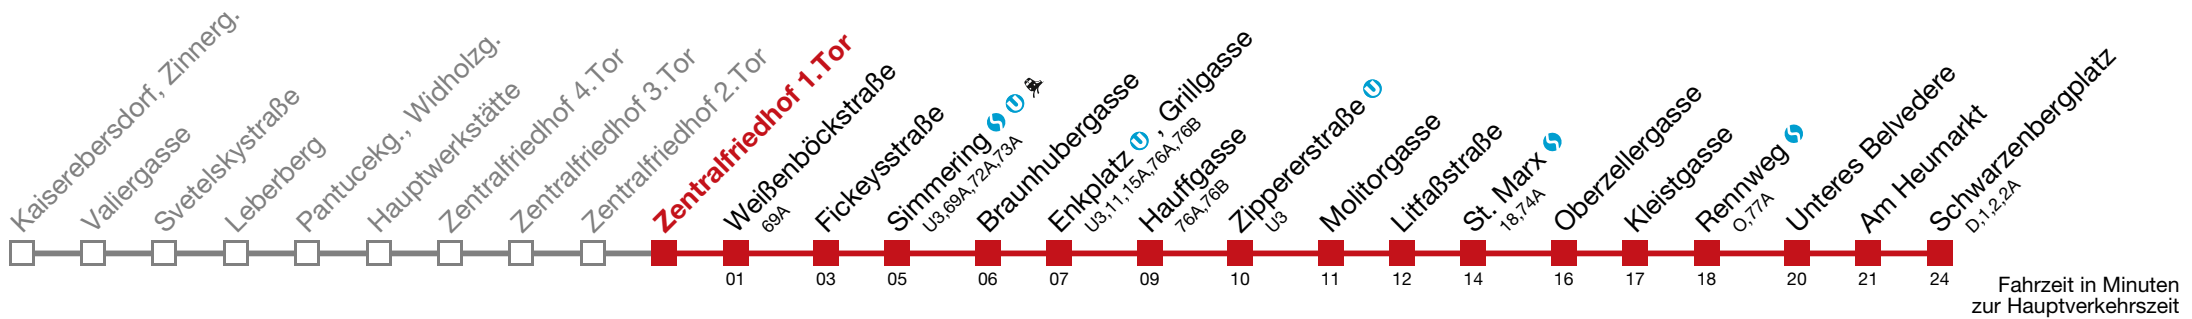 Kaiserebersdorf, Zinnerg.
Valiergasse
Svetelskystraße
Leberberg
Pantucekg., Widholzg.
Hauptwerkstätte
Zentralfriedhof 4.Tor
Zentralfriedhof 3.Tor
Zentralfriedhof 2.Tor
Zentralfriedhof 1.Tor
Weißenböckstraße
69A
01
Fickeysstraße
03
Simmering S U
U3,69A,72A,73A
05
Braunhubergasse
06
Enkplatz U , Grillgasse
U3,11,15A,76A,76B
07
Hauffgasse
76A,76B
09
Zippererstraße U
U3
10
Molitorgasse
11
Litfaßstraße
12
St. Marx S
18,74A
14
Oberzellergasse
16
Kleistgasse
17
Rennweg S
O,77A
18
Unteres Belvedere
20
Am Heumarkt
21
Schwarzenbergplatz
D,1,2,2A
24
Fahrzeit in Minuten
zur Hauptverkehrszeit